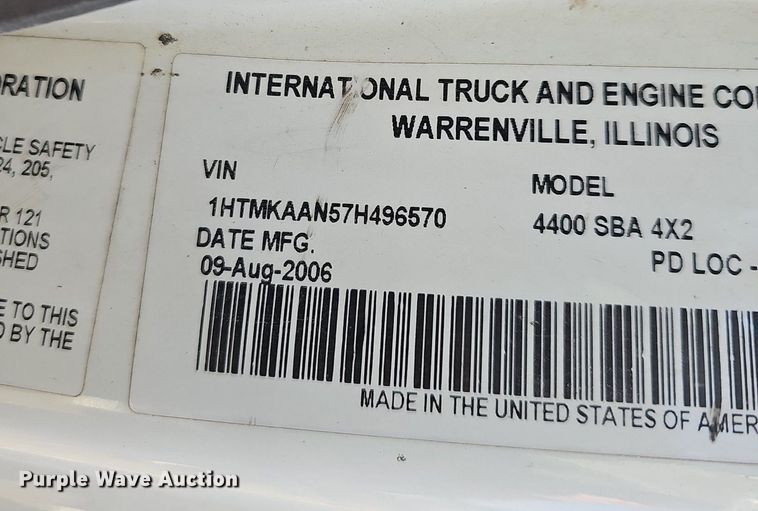 ORATION
CLE SAFETY
24, 205,
R 121
TIONS
SHED
E TO THIS
D BY THE
INTERNATIONAL TRUCK AND ENGINE CO
WARRENVILLE, ILLINOIS
VIN
1HTMKAAN57H496570
MODEL
4400 SBA 4X2
DATE MFG.
09-Aug-2006
PD LOC -
MADE IN THE UNITED STATES OF AMER
Purple Wave Auction